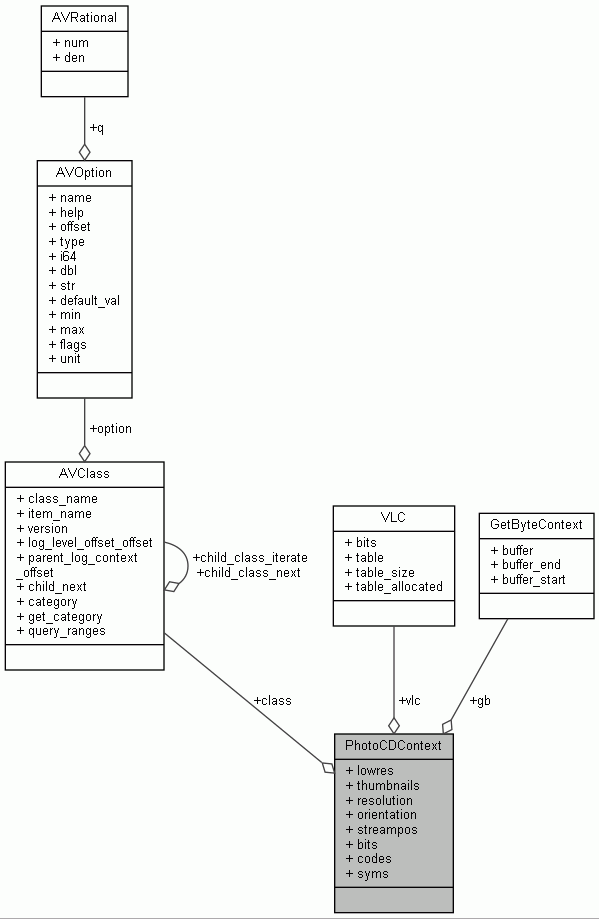 AVRational
+ num
+ den
+q
AVOption
+ name
+ help
+ offset
+ type
+ i64
+ dbl
+ str
+ default_val
+ min
+ max
+ flags
+ unit
+option
AVClass
+ class_name
+ item_name
+ version
+ log_level_offset_offset
+ parent_log_context
_offset
+ child_next
+ category
+ get_category
+ query_ranges
+child_class_iterate
+child_class_next
VLC
+ bits
+ table
+ table_size
+ table_allocated
GetByteContext
+ buffer
+ buffer_end
+ buffer_start
+class
+vlc
+gb
PhotoCDContext
+ lowres
+ thumbnails
+ resolution
+ orientation
+ streampos
+ bits
+ codes
+ syms